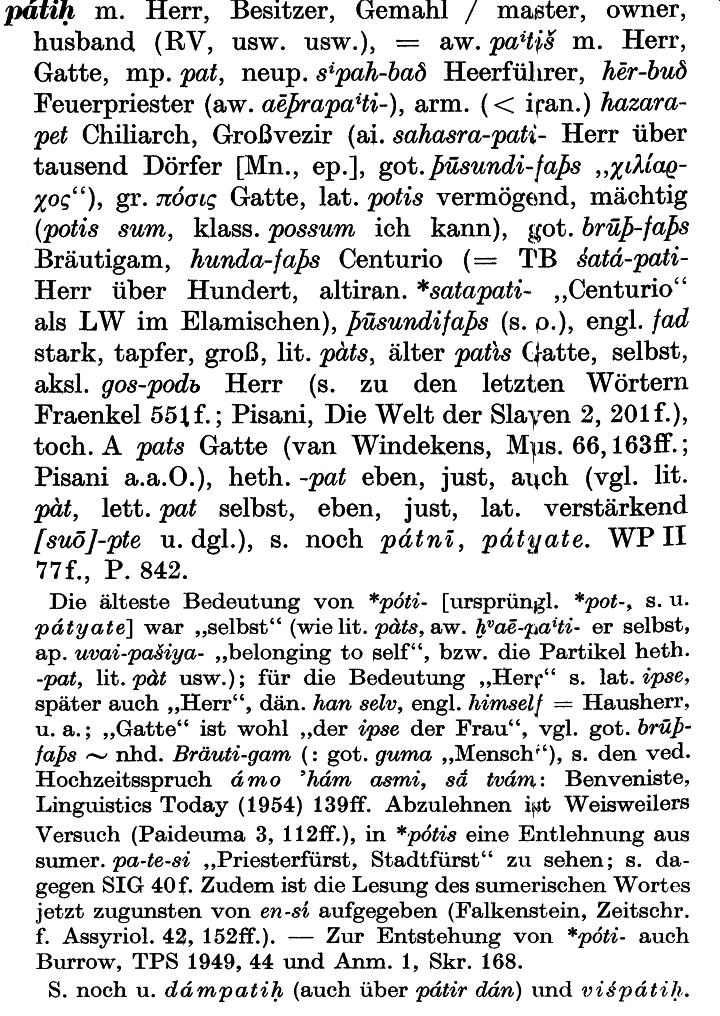 pátiḥ m. Herr, Besitzer, Gemahl / master, owner,
husband (RV, usw. usw.), = aw. paⁱtiš m. Herr,
Gatte, mp. pat, neup. sⁱpah-baδ Heerführer, hēr-buδ
Feuerpriester (aw. aēϸrapaⁱti-), arm. (< iran.) hazara-
pet Chiliarch, Großvezir (ai. sahasra-pati- Herr über
tausend Dörfer [Mn., ep.], got. þūsundi-faþs „χιλίαρ-
χος“), gr. πόσις Gatte, lat. potis vermögend, mächtig
(potis sum, klass. possum ich kann), got. brūþ-faþs
Bräutigam, hunda-faþs Centurio (= TB śatá-pati-
Herr über Hundert, altiran. *satapati- „Centurio“
als LW im Elamischen), þūsundifaþs (s. o.), engl. fad
stark, tapfer, groß, lit. pàts, älter patìs Gatte, selbst,
aksl. gos-podь Herr (s. zu den letzten Wörtern
Fraenkel 551f.; Pisani, Die Welt der Slaven 2, 201f.),
toch. A pats Gatte (van Windekens, Mus. 66,163ff.;
Pisani a.a.O.), heth. -pat eben, just, auch (vgl. lit.
pàt, lett. pat selbst, eben, just, lat. verstärkend
[suō]-pte u. dgl.), s. noch pátnī, pátyate. WP II
77f., P. 842.
Die älteste Bedeutung von *póti- [ursprüngl. *pot-, s. u.
pátyate] war „selbst“ (wie lit. pàts, aw. ḫᵛaē-paⁱti- er selbst,
ap. uvai-pašiya- „belonging to self“, bzw. die Partikel heth.
-pat, lit. pàt usw.); für die Bedeutung „Herr“ s. lat. ipse,
später auch „Herr“, dän. han selv, engl. himself = Hausherr,
u. a.; „Gatte“ ist wohl „der ipse der Frau“, vgl. got. brūþ-
faþs ~ nhd. Bräuti-gam (: got. guma „Mensch“), s. den ved.
Hochzeitsspruch ámo ’hám asmi, sā́ tvám: Benveniste,
Linguistics Today (1954) 139ff. Abzulehnen ist Weisweilers
Versuch (Paideuma 3, 112ff.), in *pótis eine Entlehnung aus
sumer. pa-te-si „Priesterfürst, Stadtfürst“ zu sehen; s. da-
gegen SIG 40f. Zudem ist die Lesung des sumerischen Wortes
jetzt zugunsten von en-sí aufgegeben (Falkenstein, Zeitschr.
f. Assyriol. 42, 152ff.). — Zur Entstehung von *póti- auch
Burrow, TPS 1949, 44 und Anm. 1, Skr. 168.
S. noch u. dámpatiḥ (auch über pátir dán) und viśpátiḥ.